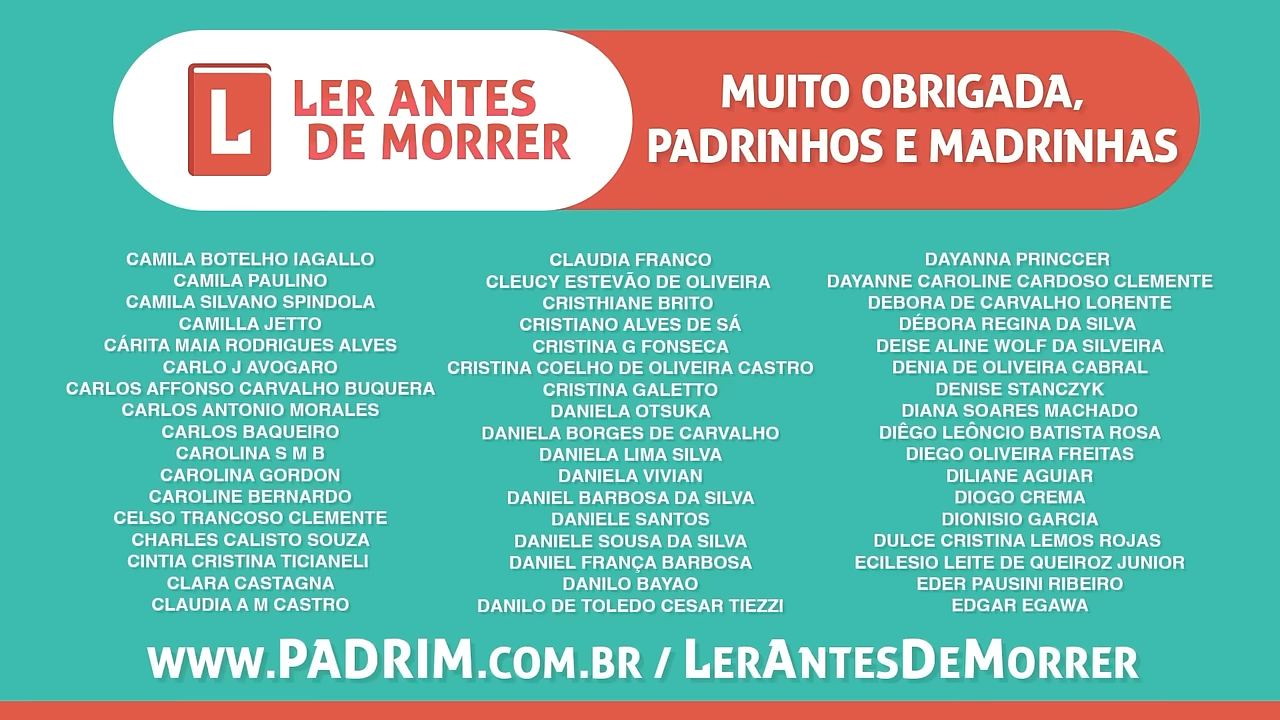 L
LER ANTES
DE MORRER
MUITO OBRIGADA,
PADRINHOS E MADRINHAS
CAMILA BOTELHO IAGALLO
CAMILA PAULINO
CAMILA SILVANO SPINDOLA
CAMILLA JETTO
CÁRITA MAIA RODRIGUES ALVES
CARLO J AVOGARO
CARLOS AFFONSO CARVALHO BUQUERA
CARLOS ANTONIO MORALES
CARLOS BAQUEIRO
CAROLINA S M B
CAROLINA GORDON
CAROLINE BERNARDO
CELSO TRANCOSO CLEMENTE
CHARLES CALISTO SOUZA
CINTIA CRISTINA TICIANELI
CLARA CASTAGNA
CLAUDIA A M CASTRO
CLAUDIA FRANCO
CLEUCY ESTEVÃO DE OLIVEIRA
CRISTHIANE BRITO
CRISTIANO ALVES DE SÁ
CRISTINA G FONSECA
CRISTINA COELHO DE OLIVEIRA CASTRO
CRISTINA GALETTO
DANIELA OTSUKA
DANIELA BORGES DE CARVALHO
DANIELA LIMA SILVA
DANIELA VIVIAN
DANIEL BARBOSA DA SILVA
DANIELE SANTOS
DANIELE SOUSA DA SILVA
DANIEL FRANÇA BARBOSA
DANILO BAYAO
DANILO DE TOLEDO CESAR TIEZZI
DAYANNA PRINCCER
DAYANNE CAROLINE CARDOSO CLEMENTE
DEBORA DE CARVALHO LORENTE
DÉBORA REGINA DA SILVA
DEISE ALINE WOLF DA SILVEIRA
DENIA DE OLIVEIRA CABRAL
DENISE STANCZYK
DIANA SOARES MACHADO
DIÊGO LEÔNCIO BATISTA ROSA
DIEGO OLIVEIRA FREITAS
DILIANE AGUIAR
DIOGO CREMA
DIONISIO GARCIA
DULCE CRISTINA LEMOS ROJAS
ECILESIO LEITE DE QUEIROZ JUNIOR
EDER PAUSINI RIBEIRO
EDGAR EGAWA
WWW.PADRIM.COM.BR / LERANTESDEMORRER